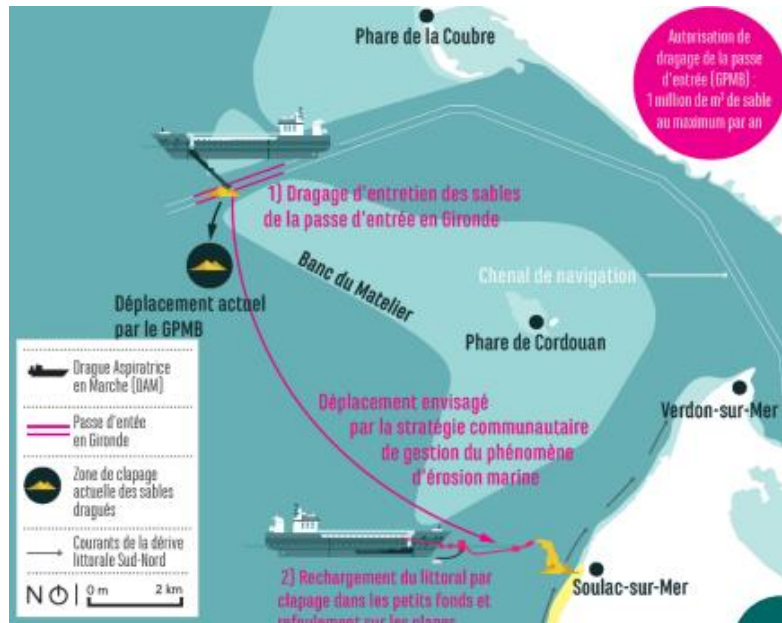 Phare de la Coubre
Autorisation de
dragage de la passe
d'entrée (GPMB) :
1 million de m³ de sable
au maximum par an
1) Dragage d'entretien des sables
de la passe d'entrée en Gironde
Banc du Matelier
Chenal de navigation
Déplacement actuel
par le GPMB
Phare de Cordouan
Verdon-sur-Mer
Drague Aspiratrice
en Marche (DAM)
Passe d'entée
en Gironde
Zone de clapage
actuelle des sables
dragués
Courants de la dérive
littorale Sud-Nord
N 0 m 2 km
Déplacement envisagé
par la stratégie communautaire
de gestion du phénomène
d'érosion marine
2) Rechargement du littoral par
clapage dans les petits fonds et
refoulement sur les plages
Soulac-sur-Mer